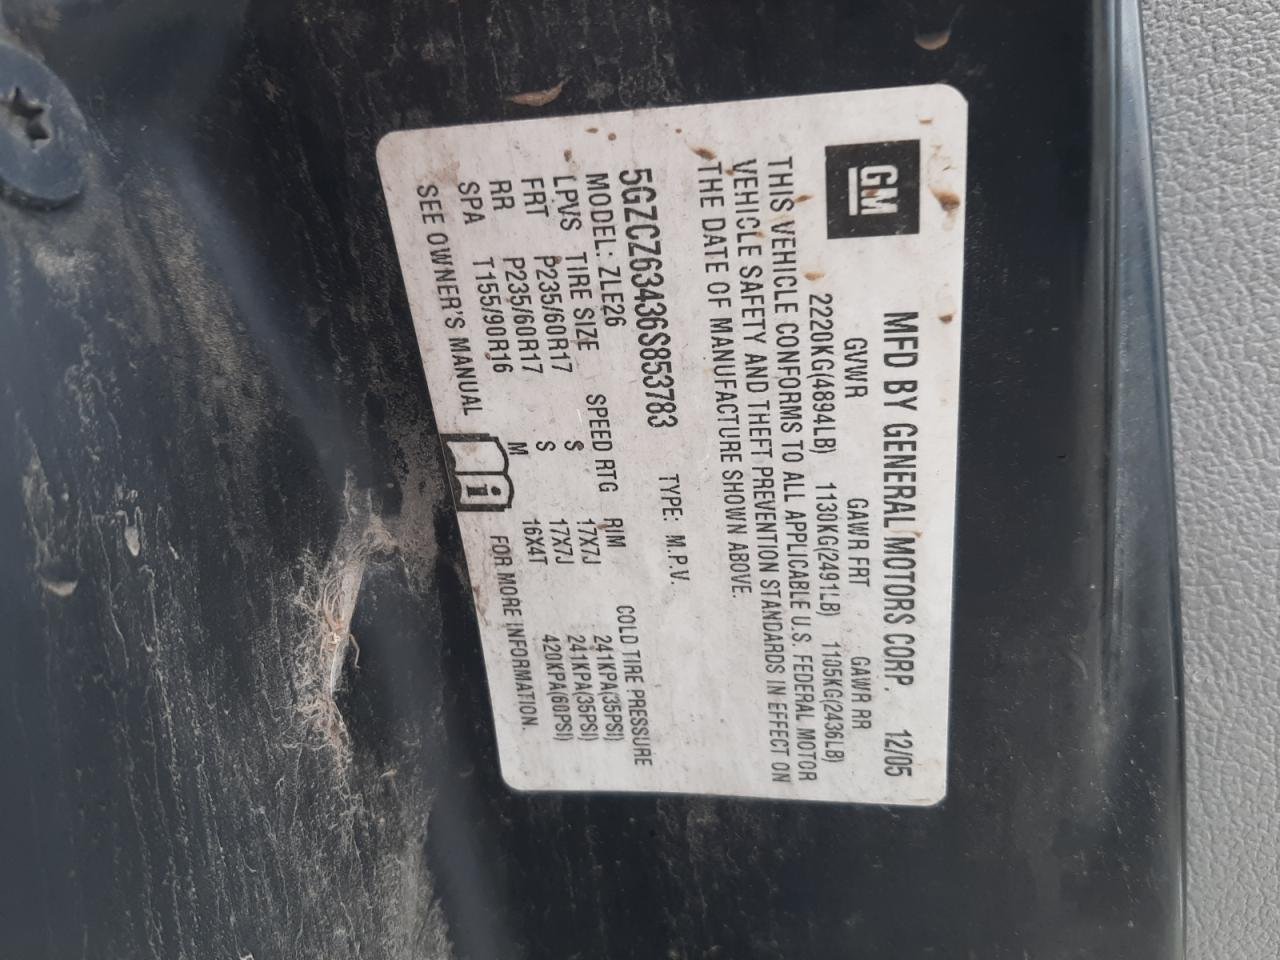 GM
MFD BY GENERAL MOTORS CORP. 12/05
GVWR GAWR FRT GAWR RR
2220KG(4894LB) 1130KG(2491LB) 1105KG(2436LB)
THIS VEHICLE CONFORMS TO ALL APPLICABLE U.S. FEDERAL MOTOR
VEHICLE SAFETY AND THEFT PREVENTION STANDARDS IN EFFECT ON
THE DATE OF MANUFACTURE SHOWN ABOVE.
5GZCZ63436S853783 TYPE: M.P.V.
MODEL: ZLE26
LPVS TIRE SIZE SPEED RTG RIM COLD TIRE PRESSURE
FRT P235/60R17 S 17X7J 241KPA(35PSI)
RR P235/60R17 S 17X7J 241KPA(35PSI)
SPA T155/90R16 M 16X4T 420KPA(60PSI)
SEE OWNER'S MANUAL i FOR MORE INFORMATION.